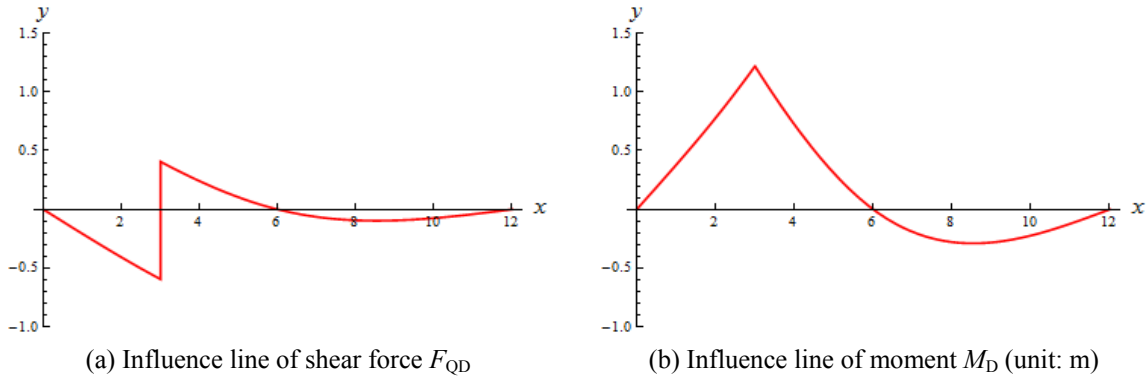 y
1.5
1.0
0.5
-0.5
-1.0
2 4 6 8 10 12 x
(a) Influence line of shear force F_QD
y
1.5
1.0
0.5
-0.5
-1.0
2 4 6 8 10 12 x
(b) Influence line of moment M_D (unit: m)